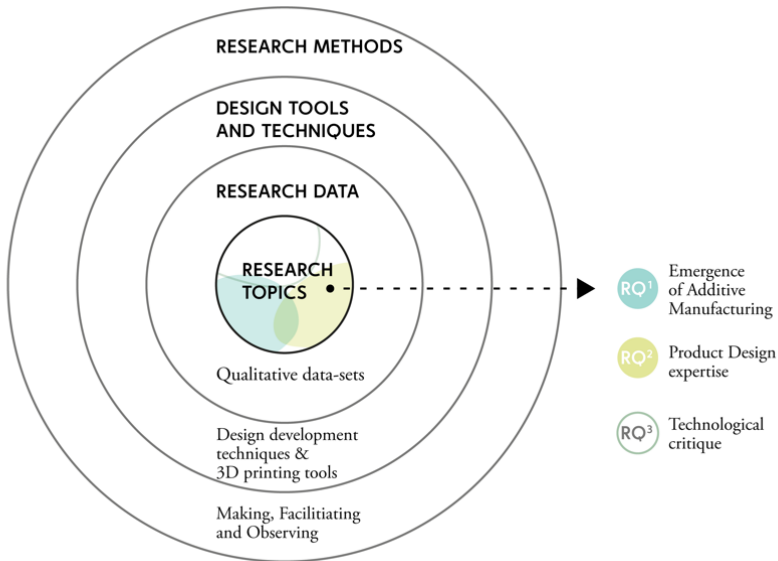 RESEARCH METHODS
DESIGN TOOLS
AND TECHNIQUES
RESEARCH DATA
RESEARCH
TOPICS
Qualitative data-sets
Design development
techniques &
3D printing tools
Making, Facilitiating
and Observing
RQ¹
Emergence
of Additive
Manufacturing
RQ²
Product Design
expertise
RQ³
Technological
critique